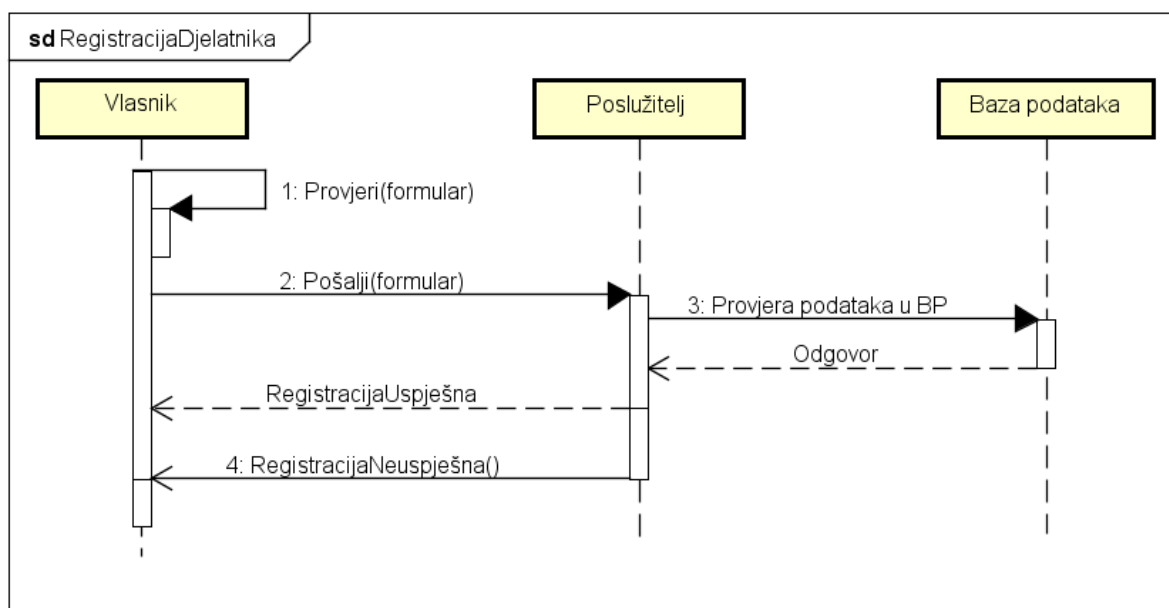 sd RegistracijaDjelatnika
Vlasnik
Poslužitelj
Baza podataka
1: Provjeri(formular)
2: Pošalji(formular)
3: Provjera podataka u BP
Odgovor
RegistracijaUspješna
4: RegistracijaNeuspješna()